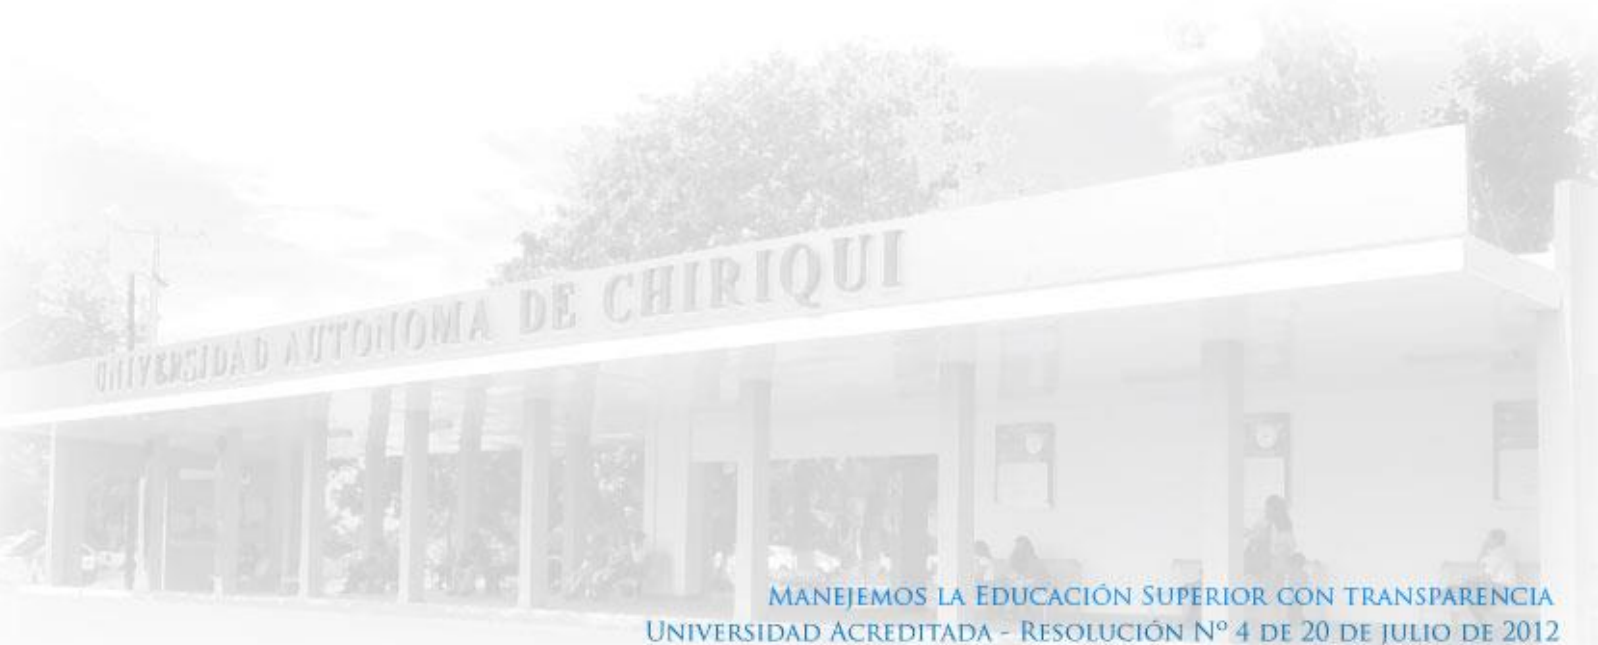 UNIVERSIDAD AUTONOMA DE CHIRIQUI
MANEJEMOS LA EDUCACIÓN SUPERIOR CON TRANSPARENCIA
UNIVERSIDAD ACREDITADA - RESOLUCIÓN Nº 4 DE 20 DE JULIO DE 2012